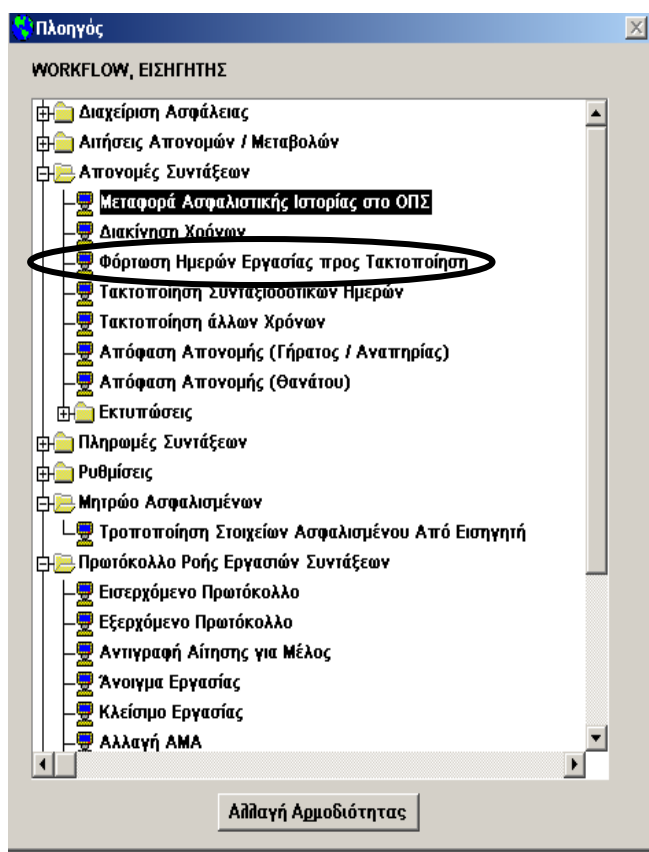 Πλοηγός
WORKFLOW, ΕΙΣΗΓΗΤΗΣ
Διαχείριση Ασφάλειας
Αιτήσεις Απονομών / Μεταβολών
Απονομές Συντάξεων
Μεταφορά Ασφαλιστικής Ιστορίας στο ΟΠΣ
Διακίνηση Χρόνων
Φόρτωση Ημερών Εργασίας προς Τακτοποίηση
Τακτοποίηση Συνταξιοδοτικών Ημερών
Τακτοποίηση άλλων Χρόνων
Απόφαση Απονομής (Γήρατος / Αναπηρίας)
Απόφαση Απονομής (Θανάτου)
Εκτυπώσεις
Πληρωμές Συντάξεων
Ρυθμίσεις
Μητρώο Ασφαλισμένων
Τροποποίηση Στοιχείων Ασφαλισμένου Από Εισηγητή
Πρωτόκολλο Ροής Εργασιών Συντάξεων
Εισερχόμενο Πρωτόκολλο
Εξερχόμενο Πρωτόκολλο
Αντιγραφή Αίτησης για Μέλος
Άνοιγμα Εργασίας
Κλείσιμο Εργασίας
Αλλαγή ΑΜΑ
Αλλαγή Αρμοδιότητας